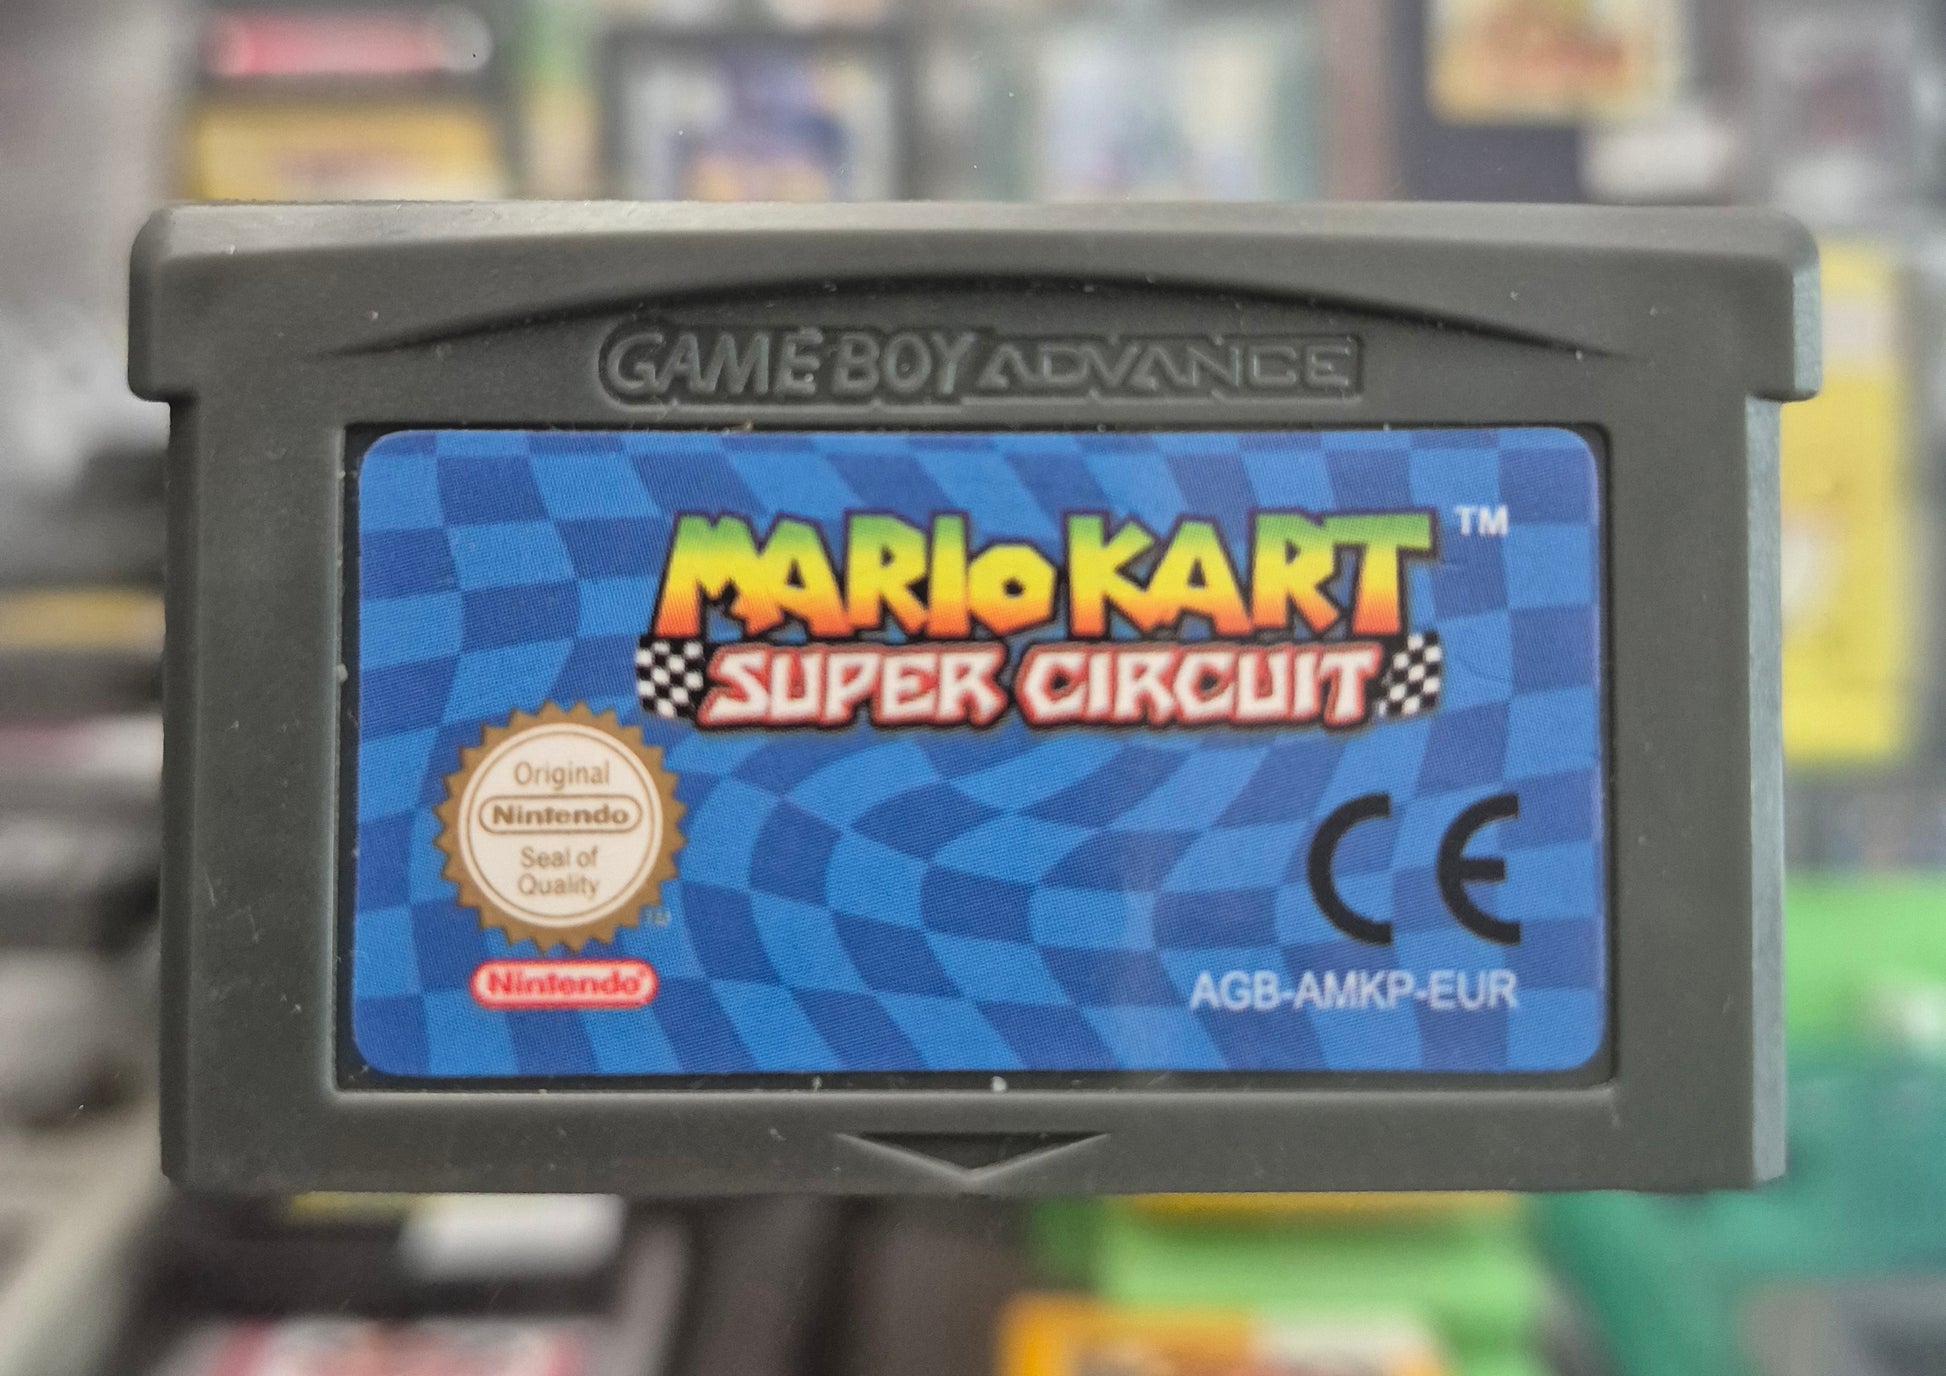 GAME BOY ADVANCE
MARIO KART TM
SUPER CIRCUIT
Original
Nintendo
Seal of
Quality
TM
Nintendo®
CE
AGB-AMKP-EUR